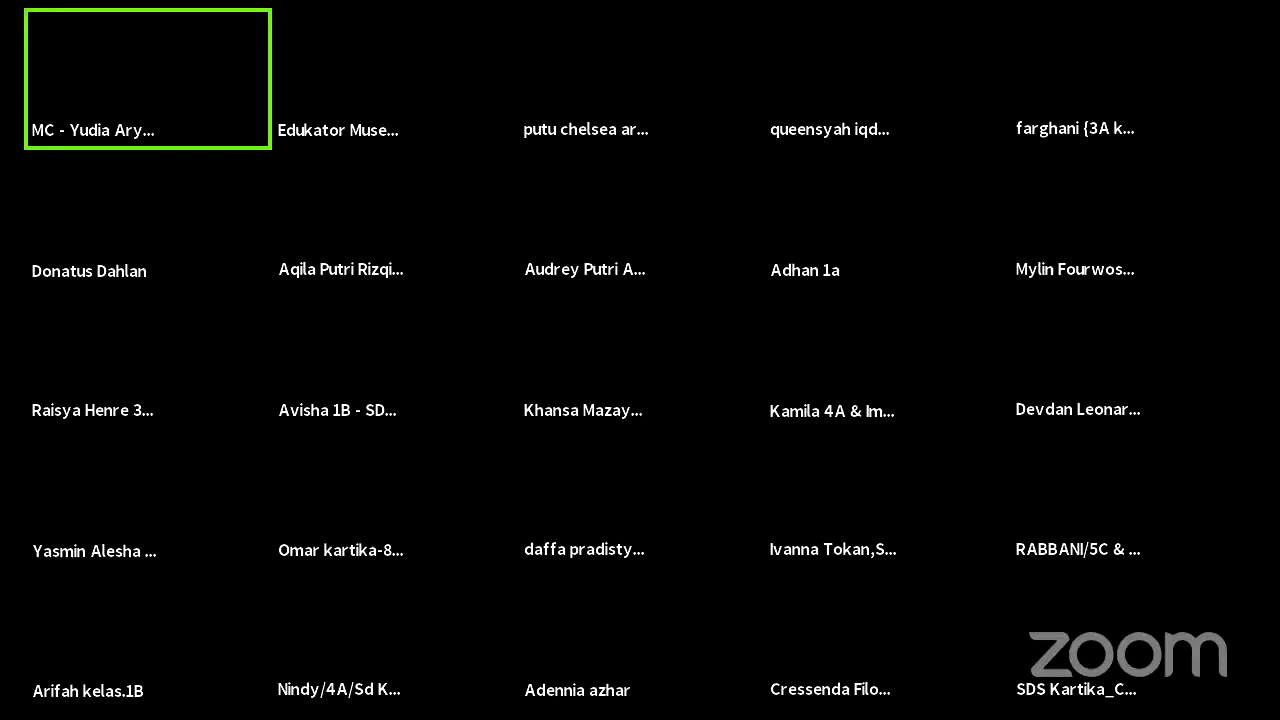 MC - Yudia Ary...
Edukator Muse...
putu chelsea ar...
queensyah iqd...
farghani {3A k...
Donatus Dahlan
Aqila Putri Rizqi...
Audrey Putri A...
Adhan 1a
Mylin Fourwos...
Raisya Henre 3...
Avisha 1B - SD...
Khansa Mazay...
Kamila 4A & Im...
Devdan Leonar...
Yasmin Alesha ...
Omar kartika-8...
daffa pradisty...
Ivanna Tokan,S...
RABBANI/5C & ...
Arifah kelas.1B
Nindy/4A/Sd K...
Adennia azhar
Cressenda Filo...
SDS Kartika_C...
zoom